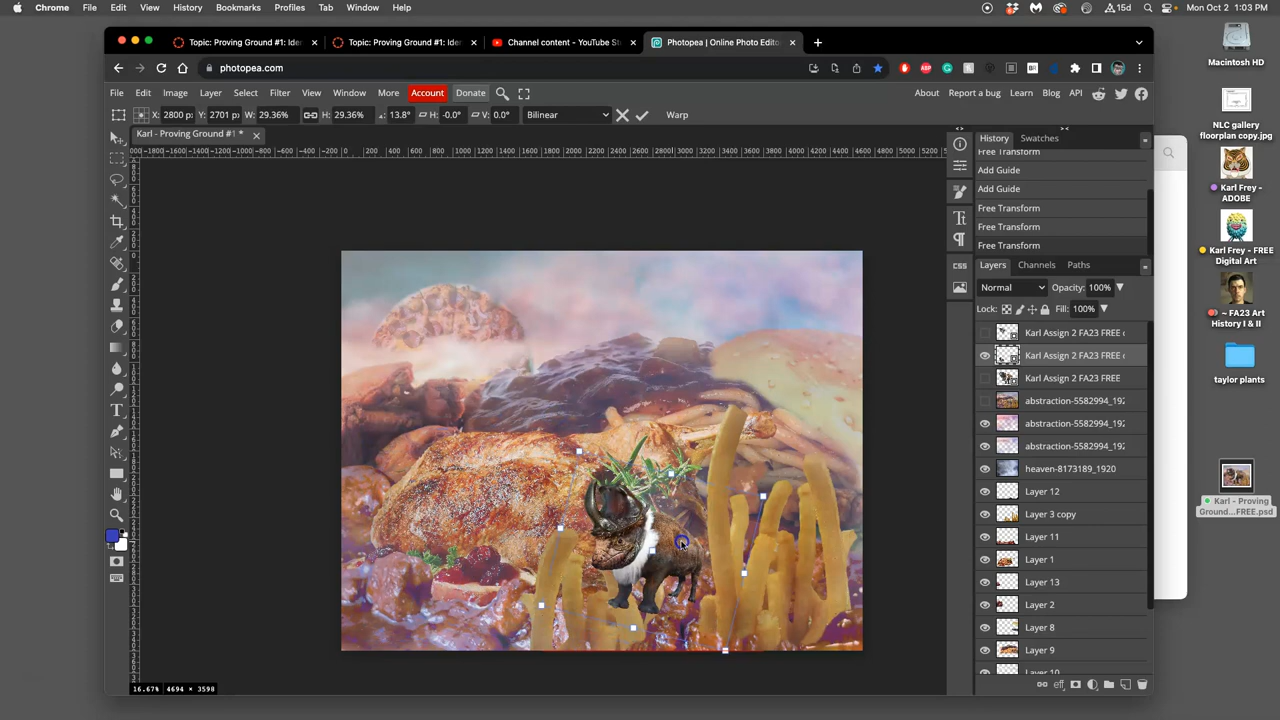 Chrome File Edit View History Bookmarks Profiles Tab Window Help 15d Mon Oct 2 1:03 PM
Topic: Proving Ground #1: Ider Topic: Proving Ground #1: Ider Channel content - YouTube St Photopea | Online Photo Edito
photopea.com
File Edit Image Layer Select Filter View Window More Account Donate About Report a bug Learn Blog API
X: 2800 p: Y: 2701 p: W: 29.36% H: 29.36% : 13.8° H: -0.0° V: 0.0° Bilinear Warp
Karl - Proving Ground #1 *
History Swatches
Free Transform
Add Guide
Add Guide
Free Transform
Free Transform
Free Transform
Layers Channels Paths
Normal Opacity: 100%
Lock: Fill: 100%
Karl Assign 2 FA23 FREE c
Karl Assign 2 FA23 FREE c
Karl Assign 2 FA23 FREE
abstraction-5582994_192
abstraction-5582994_192
abstraction-5582994_192
heaven-8173189_1920
Layer 12
Layer 3 copy
Layer 11
Layer 1
Layer 13
Layer 2
Layer 8
Layer 9
Layer 10
CSS
eff
16.67% 4694 × 3598
Macintosh HD
NLC gallery
floorplan copy.jpg
Karl Frey -
ADOBE
Karl Frey - FREE
Digital Art
~ FA23 Art
History I & II
taylor plants
Karl - Proving
Ground...FREE.psd